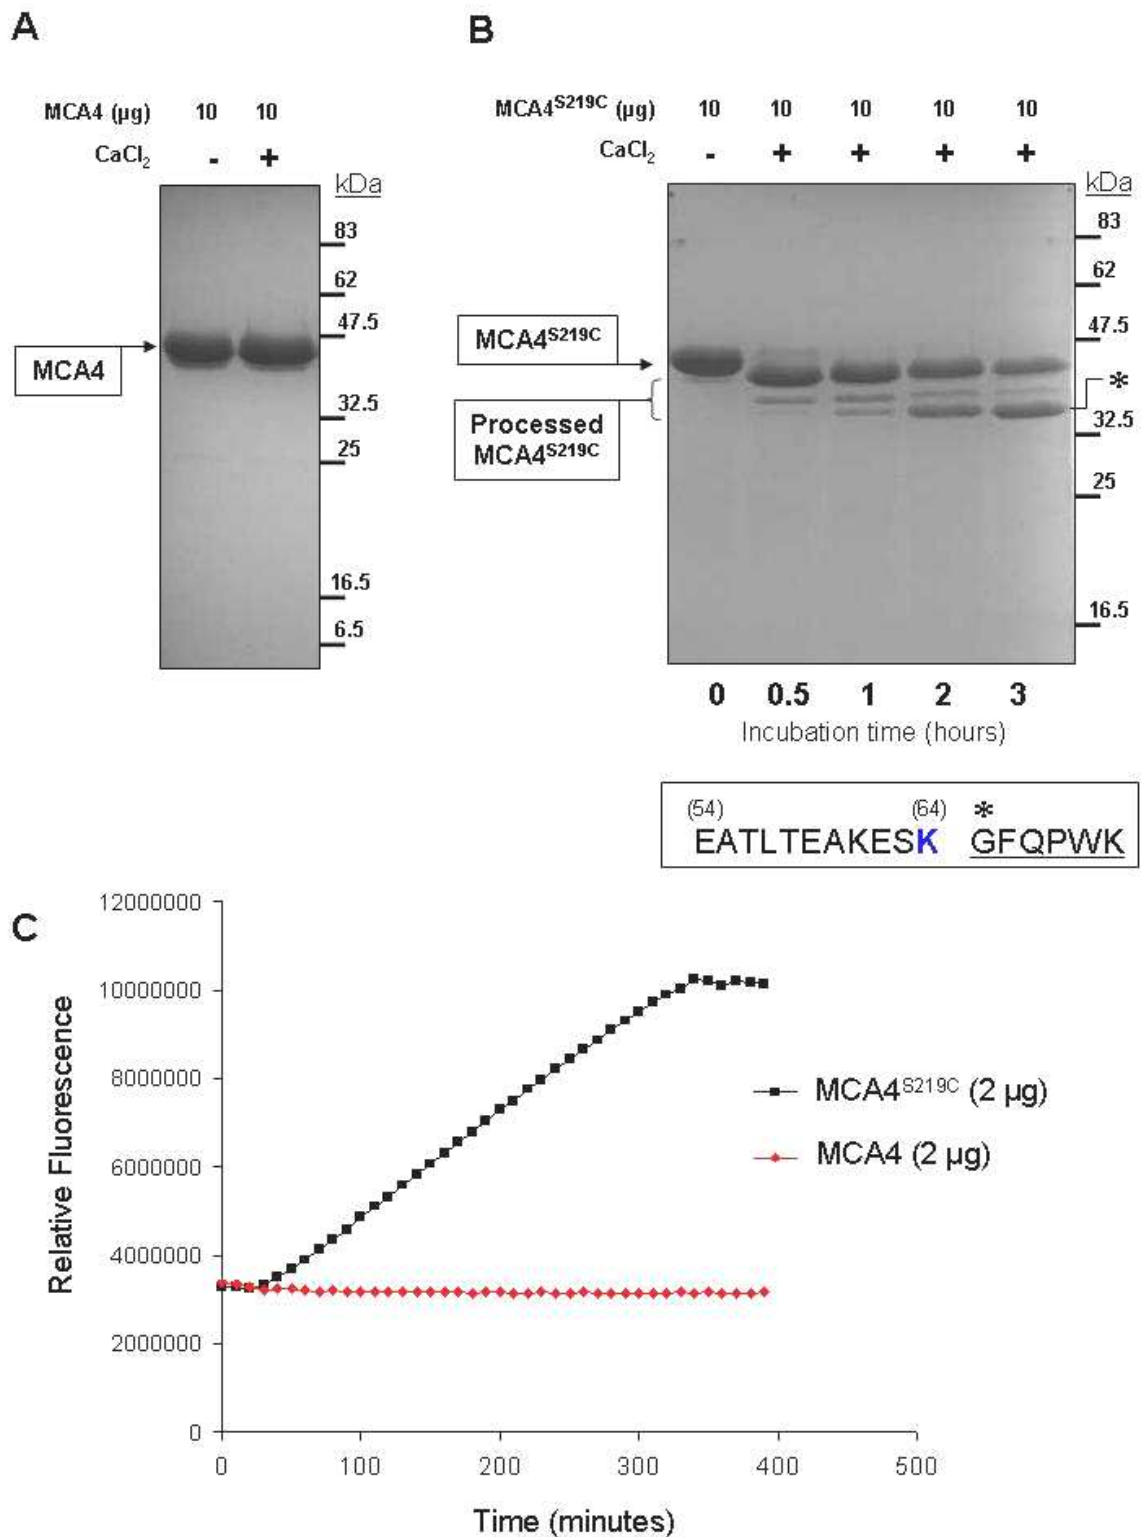 A
MCA4 (µg) 10 10
CaCl₂ - +
kDa
83
62
47.5
MCA4
32.5
25
16.5
6.5
B
MCA4ˢ²¹⁹ᶜ (µg) 10 10 10 10 10
CaCl₂ - + + + +
kDa
83
62
47.5
MCA4ˢ²¹⁹ᶜ
*
Processed
MCA4ˢ²¹⁹ᶜ
32.5
25
16.5
0 0.5 1 2 3
Incubation time (hours)
(54) (64) *
EATLTEAKESK GFQPWK
C
12000000
10000000
8000000
6000000
4000000
2000000
0
Relative Fluorescence
MCA4ˢ²¹⁹ᶜ (2 µg)
MCA4 (2 µg)
0 100 200 300 400 500
Time (minutes)